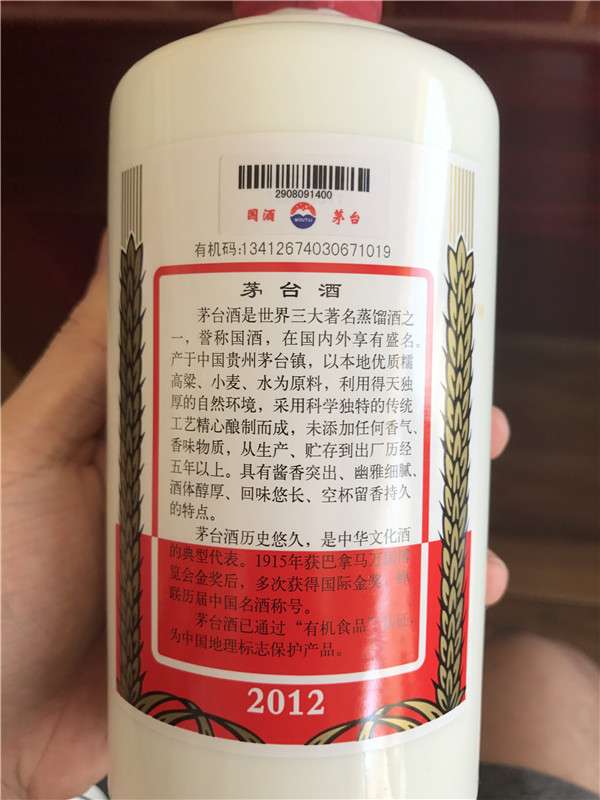 2908091400
国酒 MOUTAI 茅台
有机码:13412674030671019
茅台酒
茅台酒是世界三大著名蒸馏酒之
一，誉称国酒，在国内外享有盛名。
产于中国贵州茅台镇，以本地优质糯
高粱、小麦、水为原料，利用得天独
厚的自然环境，采用科学独特的传统
工艺精心酿制而成，未添加任何香气、
香味物质，从生产、贮存到出厂历经
五年以上。具有酱香突出、幽雅细腻、
酒体醇厚、回味悠长、空杯留香持久
的特点。
茅台酒历史悠久，是中华文化酒
的典型代表。1915年获巴拿马万
览会金奖后，多次获得国际金奖，
联历届中国名酒称号。
茅台酒已通过“有机食品”
为中国地理标志保护产品。
2012